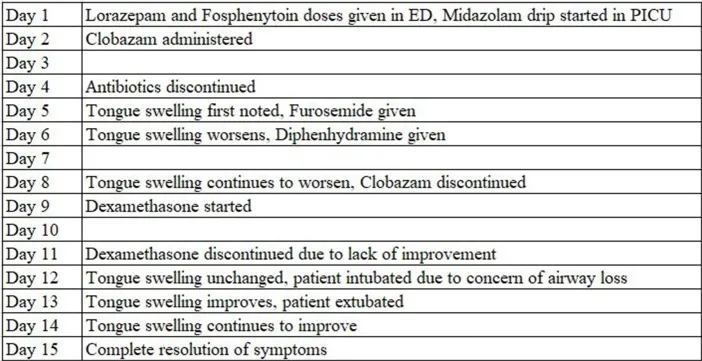 Day 1 Lorazepam and Fosphenytoin doses given in ED, Midazolam drip started in PICU
Day 2 Clobazam administered
Day 3
Day 4 Antibiotics discontinued
Day 5 Tongue swelling first noted, Furosemide given
Day 6 Tongue swelling worsens, Diphenhydramine given
Day 7
Day 8 Tongue swelling continues to worsen, Clobazam discontinued
Day 9 Dexamethasone started
Day 10
Day 11 Dexamethasone discontinued due to lack of improvement
Day 12 Tongue swelling unchanged, patient intubated due to concern of airway loss
Day 13 Tongue swelling improves, patient extubated
Day 14 Tongue swelling continues to improve
Day 15 Complete resolution of symptoms